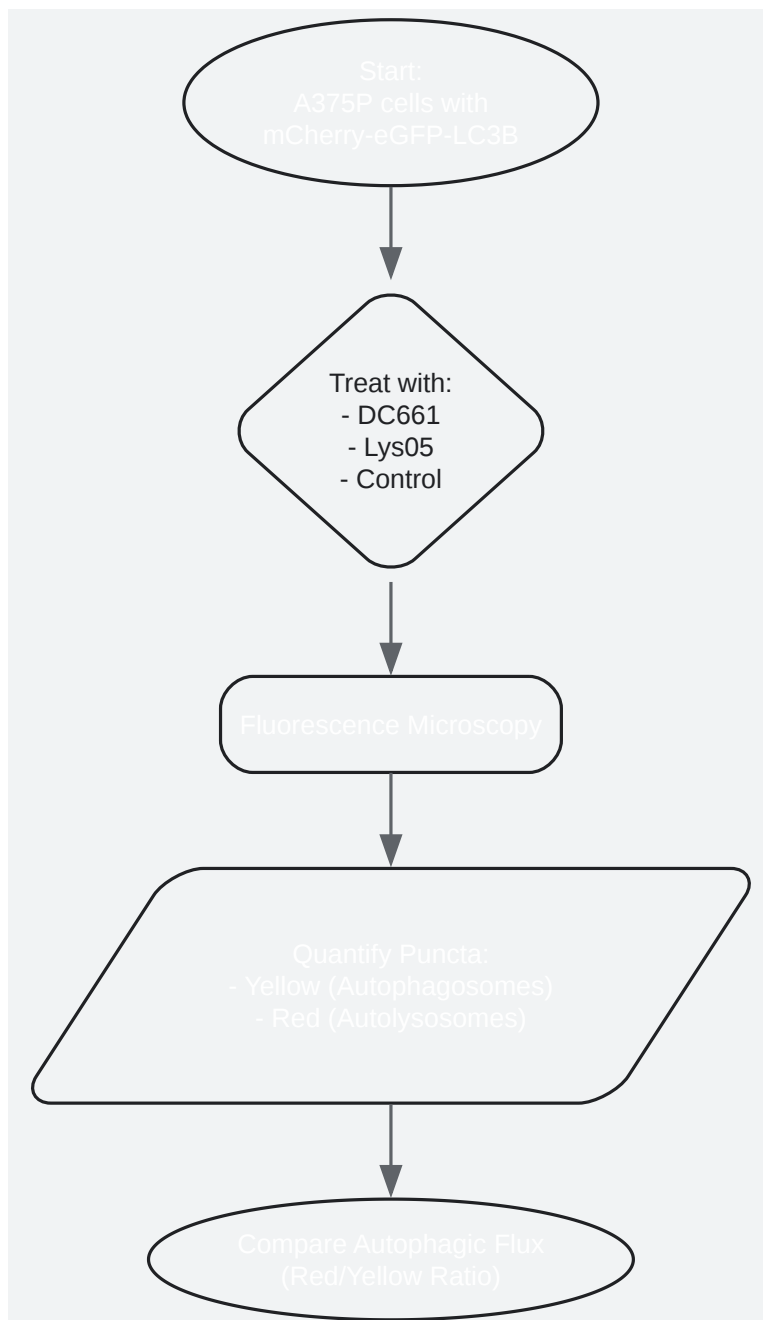 Start:
A375P cells with
mCherry-eGFP-LC3B
Treat with:
- DC661
- Lys05
- Control
Fluorescence Microscopy
Quantify Puncta:
- Yellow (Autophagosomes)
- Red (Autolysosomes)
Compare Autophagic Flux
(Red/Yellow Ratio)